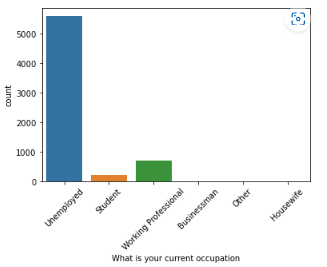 5000
4000
3000
2000
1000
0
count
Unemployed
Student
Working Professional
Businessman
Other
Housewife
What is your current occupation